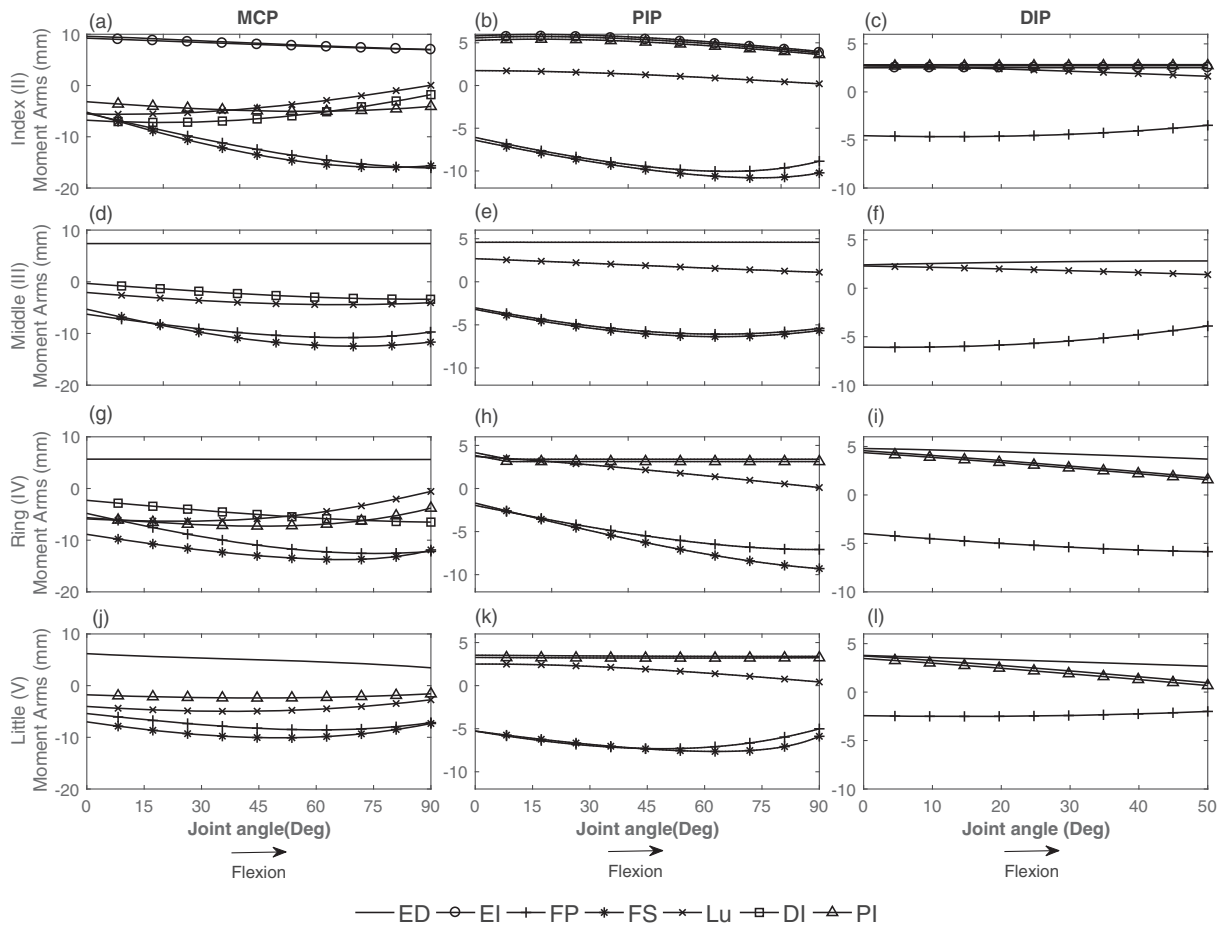 MCP PIP DIP
(a) (b) (c)
Index (II)
Moment Arms (mm)
10 0 -10 -20
5 0 -5 -10
5 0 -5 -10
(d) (e) (f)
Middle (III)
Moment Arms (mm)
10 0 -10 -20
5 0 -5 -10
5 0 -5 -10
(g) (h) (i)
Ring (IV)
Moment Arms (mm)
10 0 -10 -20
5 0 -5 -10
5 0 -5 -10
(j) (k) (l)
Little (V)
Moment Arms (mm)
10 0 -10 -20
5 0 -5 -10
5 0 -5 -10
0 15 30 45 60 75 90
0 15 30 45 60 75 90
0 10 20 30 40 50
Joint angle(Deg) Joint angle(Deg) Joint angle (Deg)
Flexion Flexion Flexion
ED EI FP FS Lu DI PI